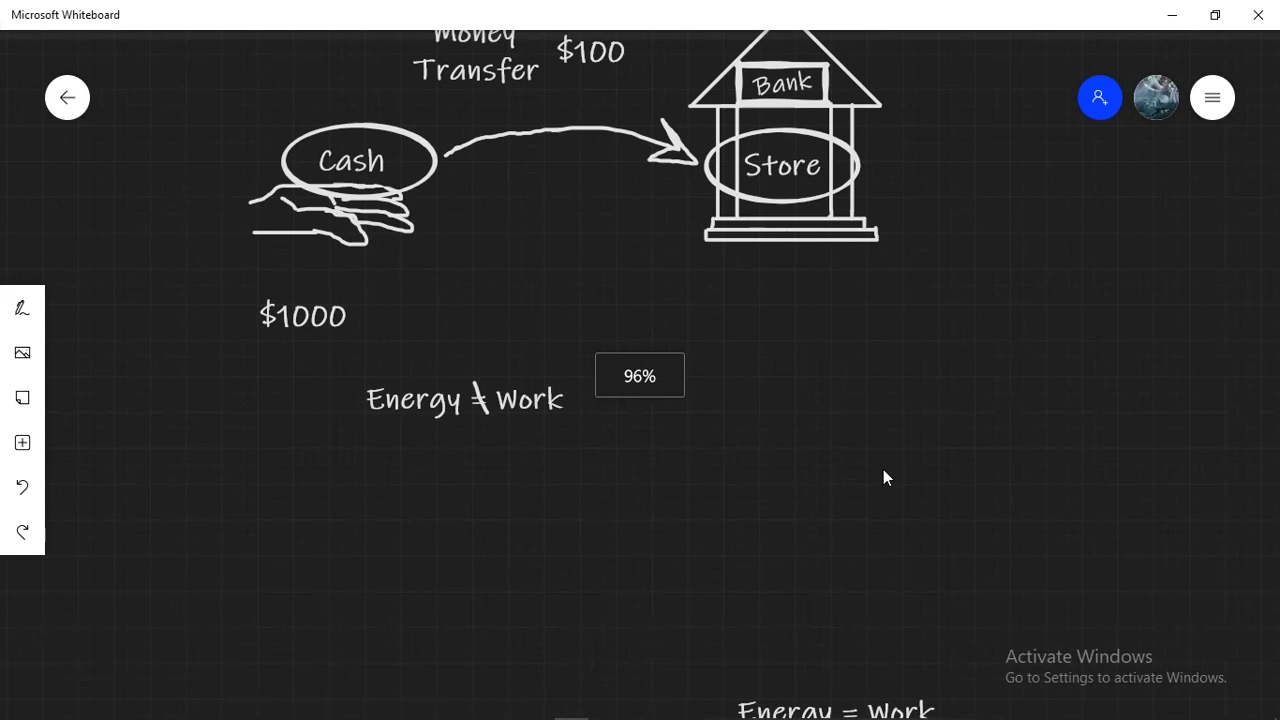 Microsoft Whiteboard
Money
Transfer
$100
Bank
Cash
Store
$1000
96%
Energy ≠ Work
Activate Windows
Go to Settings to activate Windows.
Energy = Work